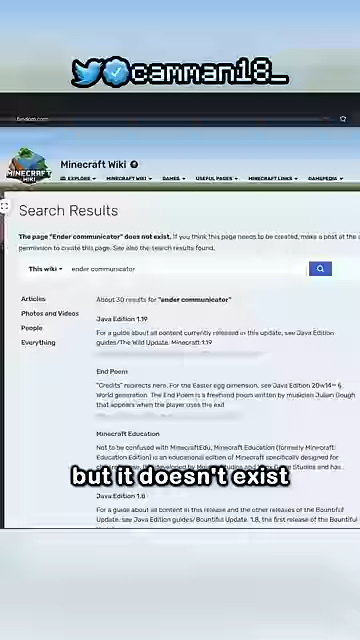 camman18_
fandom.com
MINECRAFT
WIKI
Minecraft Wiki
EXPLORE MINECRAFT WIKI GAMES USEFUL PAGES MINECRAFT LINKS GAMEPEDIA
Search Results
The page "Ender communicator" does not exist. If you think this page needs to be created, make a post at the
permission to create this page. See also the search results found.
This wiki ender communicator
Articles
Photos and Videos
People
Everything
About 30 results for "ender communicator"
Java Edition 1.19
For a guide about all content currently released in this update, see Java Edition
guides/The Wild Update. Minecraft 1.19
End Poem
"Credits" redirects here. For the Easter egg dimension, see Java Edition 20w14∞ §
World generation. The End Poem is a freehand poem written by musician Julian Gough
that appears when the player uses the exit
Minecraft Education
Not to be confused with MinecraftEdu, Minecraft Education (formerly Minecraft:
Education Edition) is an educational edition of Minecraft specifically designed for
but it doesn't exist
Java Edition 1.8
For a guide about all content in this release and the other releases of the Bountiful
Update, see Java Edition guides/Bountiful Update. 1.8, the first release of the Bountiful